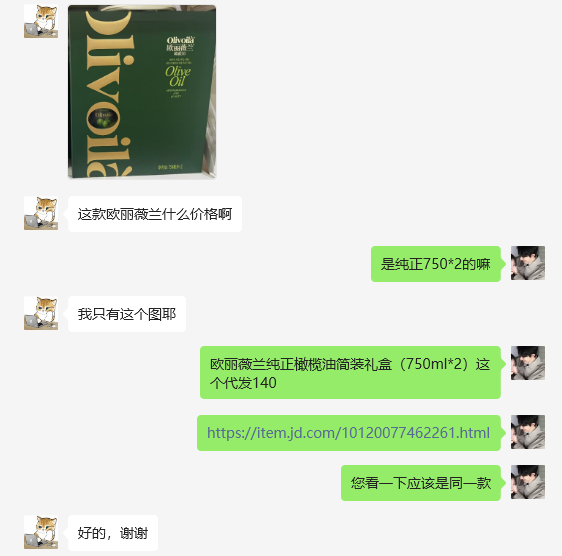 Olivoilà
Olivoilà
欧丽薇兰
Olive
Oil
这款欧丽薇兰什么价格啊
是纯正750*2的嘛
我只有这个图耶
欧丽薇兰纯正橄榄油简装礼盒（750ml*2）这
个代发140
https://item.jd.com/10120077462261.html
您看一下应该是同一款
好的，谢谢